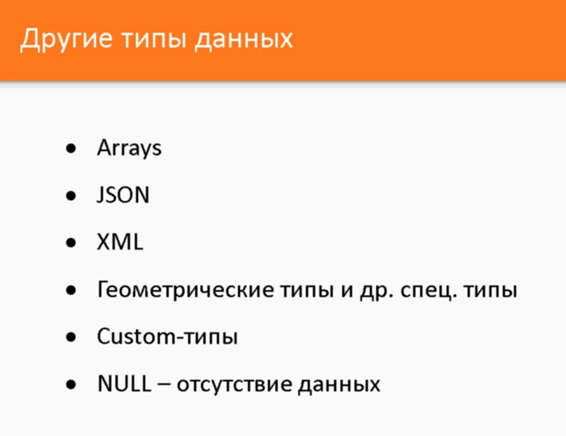 Другие типы данных
● Arrays
● JSON
● XML
● Геометрические типы и др. спец. типы
● Custom-типы
● NULL – отсутствие данных